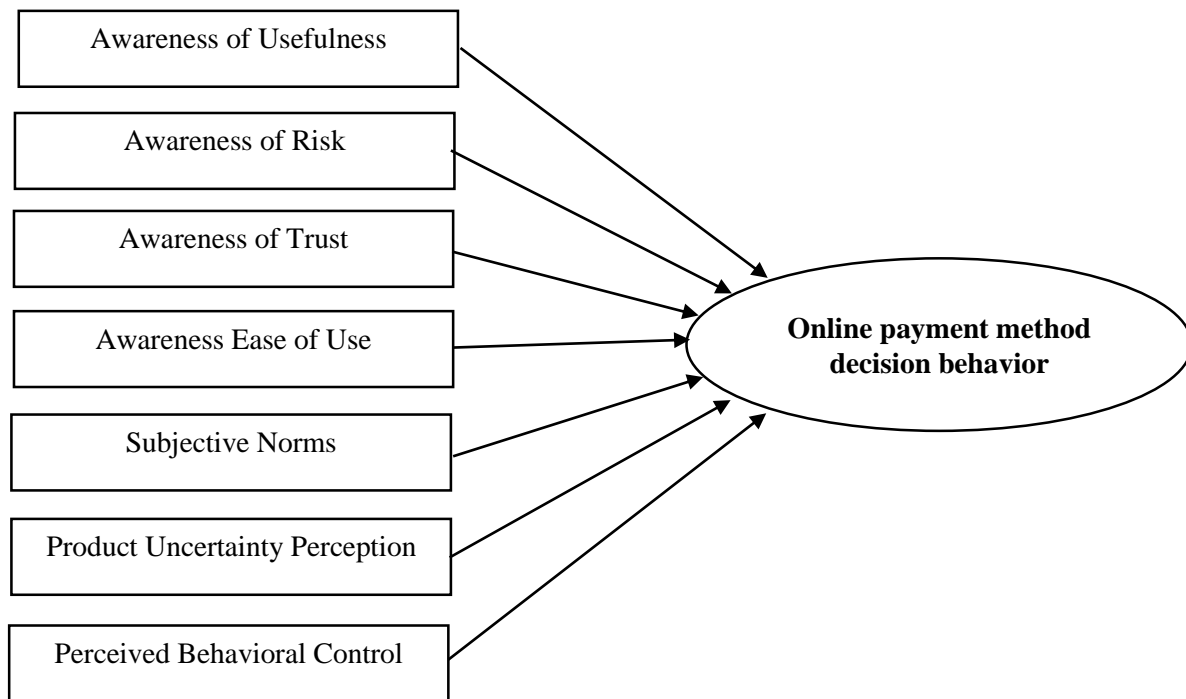 Awareness of Usefulness
Awareness of Risk
Awareness of Trust
Awareness Ease of Use
Subjective Norms
Product Uncertainty Perception
Perceived Behavioral Control
Online payment method
decision behavior